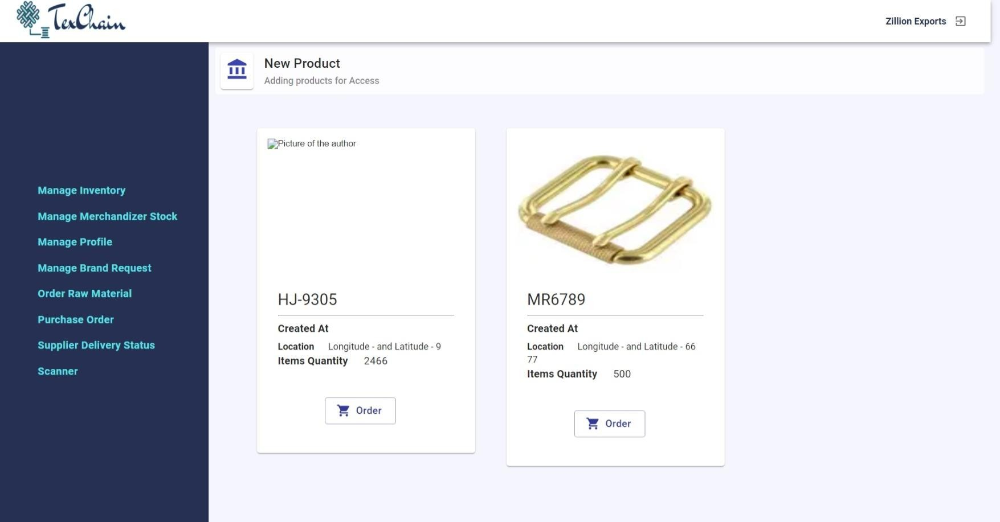 TexChain
Zillion Exports
New Product
Adding products for Access
Manage Inventory
Manage Merchandizer Stock
Manage Profile
Manage Brand Request
Order Raw Material
Purchase Order
Supplier Delivery Status
Scanner
Picture of the author
HJ-9305
Created At
Location Longitude - and Latitude - 9
Items Quantity 2466
Order
MR6789
Created At
Location Longitude - and Latitude - 66
77
Items Quantity 500
Order